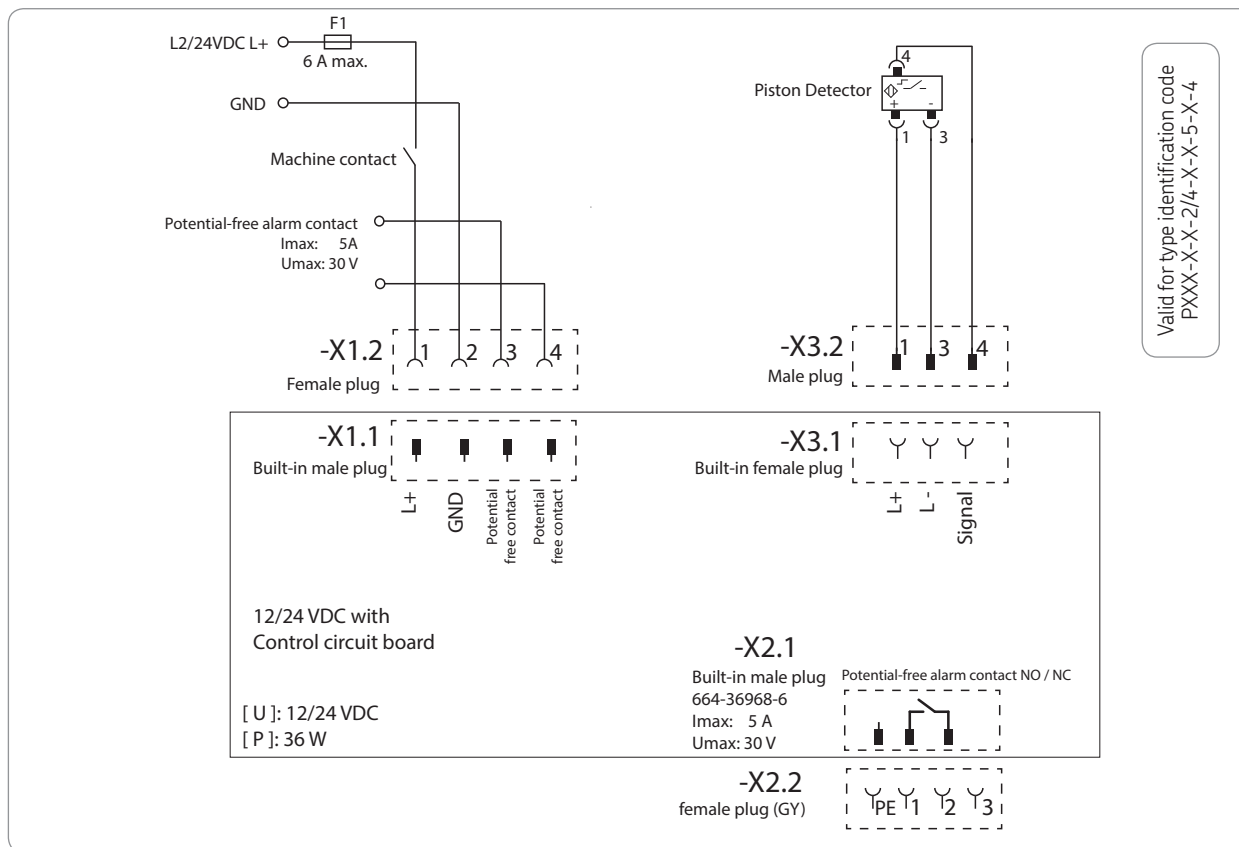 F1
L2/24VDC L+
6 A max.
GND
Machine contact
Potential-free alarm contact
Imax: 5A
Umax: 30 V
-X1.2
1 2 3 4
Female plug
4
Piston Detector
+ -
1 3
-X3.2
1 3 4
Male plug
Valid for type identification code
PXXX-X-X-2/4-X-X-5-X-4
-X1.1
Built-in male plug
L+
GND
Potential
free contact
Potential
free contact
-X3.1
Built-in female plug
L+
L-
Signal
12/24 VDC with
Control circuit board
[ U ]: 12/24 VDC
[ P ]: 36 W
-X2.1
Built-in male plug
664-36968-6
Imax: 5 A
Umax: 30 V
Potential-free alarm contact NO / NC
-X2.2
female plug (GY)
PE 1 2 3